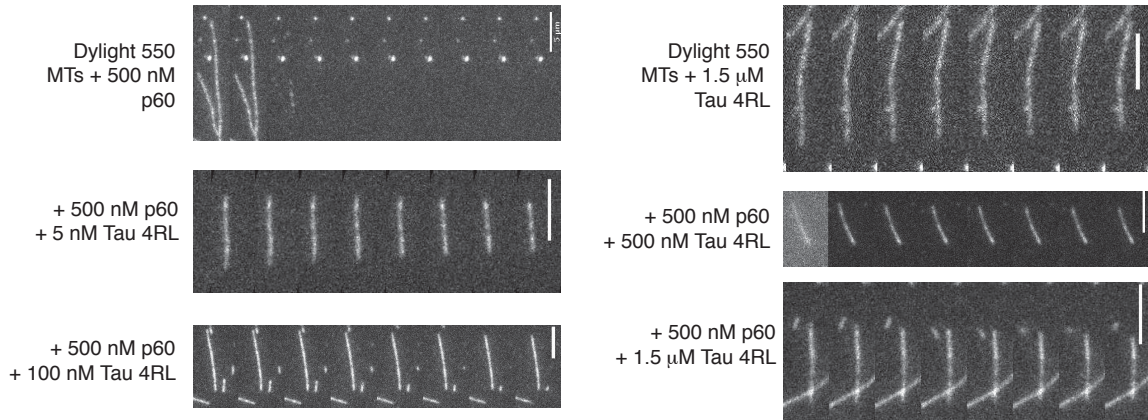 Dylight 550
MTs + 500 nM
p60
5 µm
+ 500 nM p60
+ 5 nM Tau 4RL
+ 500 nM p60
+ 100 nM Tau 4RL
Dylight 550
MTs + 1.5 µM
Tau 4RL
+ 500 nM p60
+ 500 nM Tau 4RL
+ 500 nM p60
+ 1.5 µM Tau 4RL